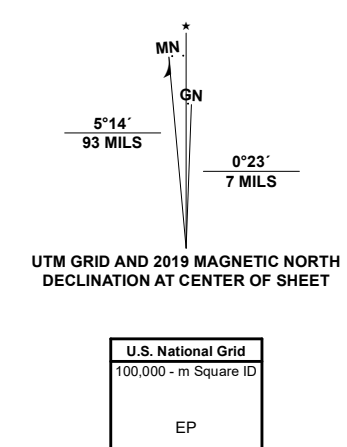 ★
MN
GN
5°14´
93 MILS
0°23´
7 MILS
UTM GRID AND 2019 MAGNETIC NORTH
DECLINATION AT CENTER OF SHEET
U.S. National Grid
100,000 - m Square ID
EP